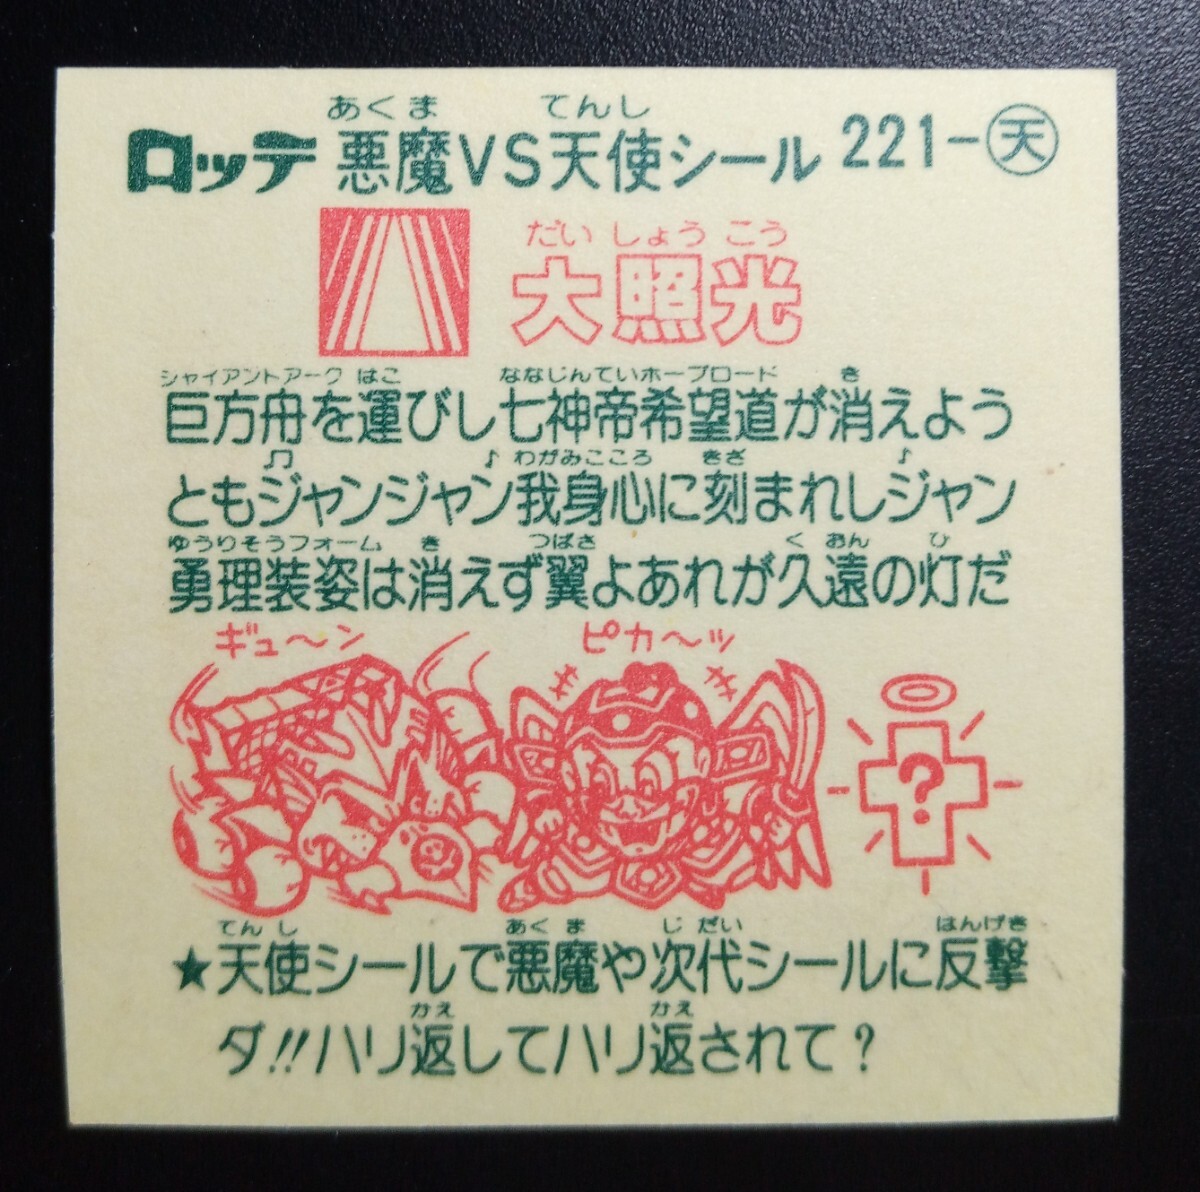 あくま てんし
ロッテ 悪魔VS天使シール 221-天
だいしょうこう
大照光
シャイアントアーク はこ ななじんていホープロード き
巨方舟を運びし七神帝希望道が消えよう
♫ ♪ わがみこころ きざ ♪
ともジャンジャン我身心に刻まれしジャン
ゆうりそうフォーム き つばさ く おん ひ
勇理装姿は消えず翼よあれが久遠の灯だ
ギュ〜ン ピカ〜ッ
?
てんし あくま じだい はんげき
★天使シールで悪魔や次代シールに反撃
かえ かえ
ダ!!ハリ返してハリ返されて?